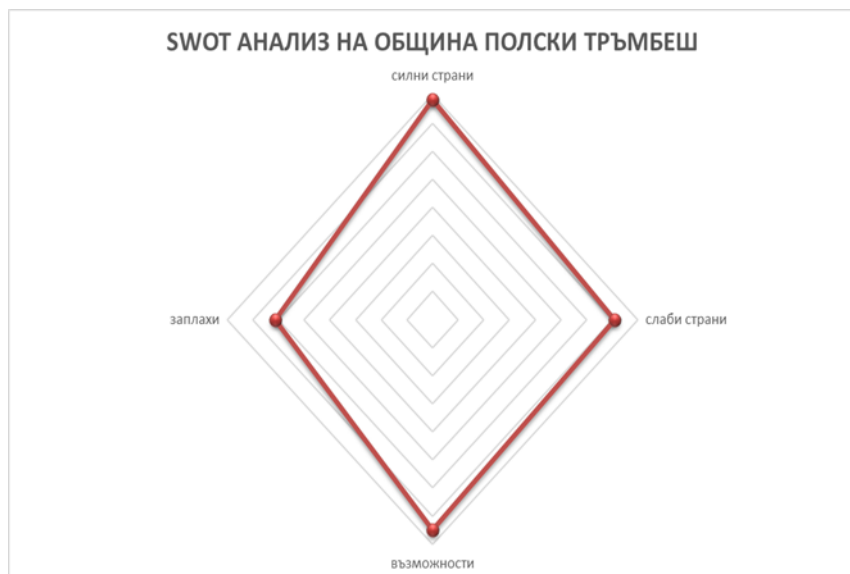 SWOT АНАЛИЗ НА ОБЩИНА ПОЛСКИ ТРЪМБЕШ
силни страни
заплахи
слаби страни
възможности